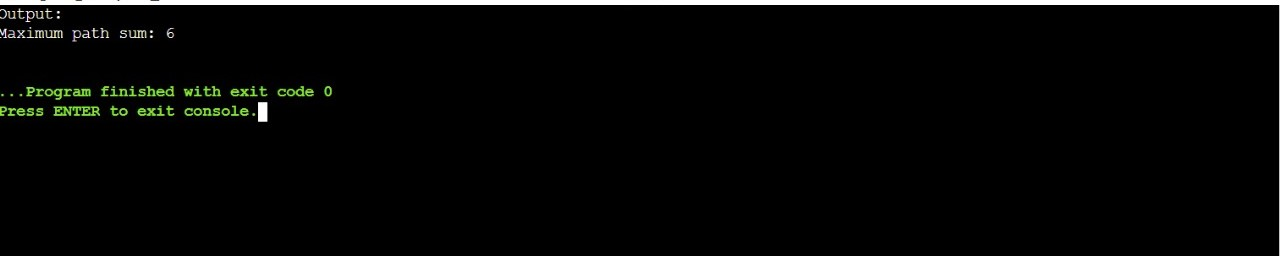 Output:
Maximum path sum: 6
...Program finished with exit code 0
Press ENTER to exit console.